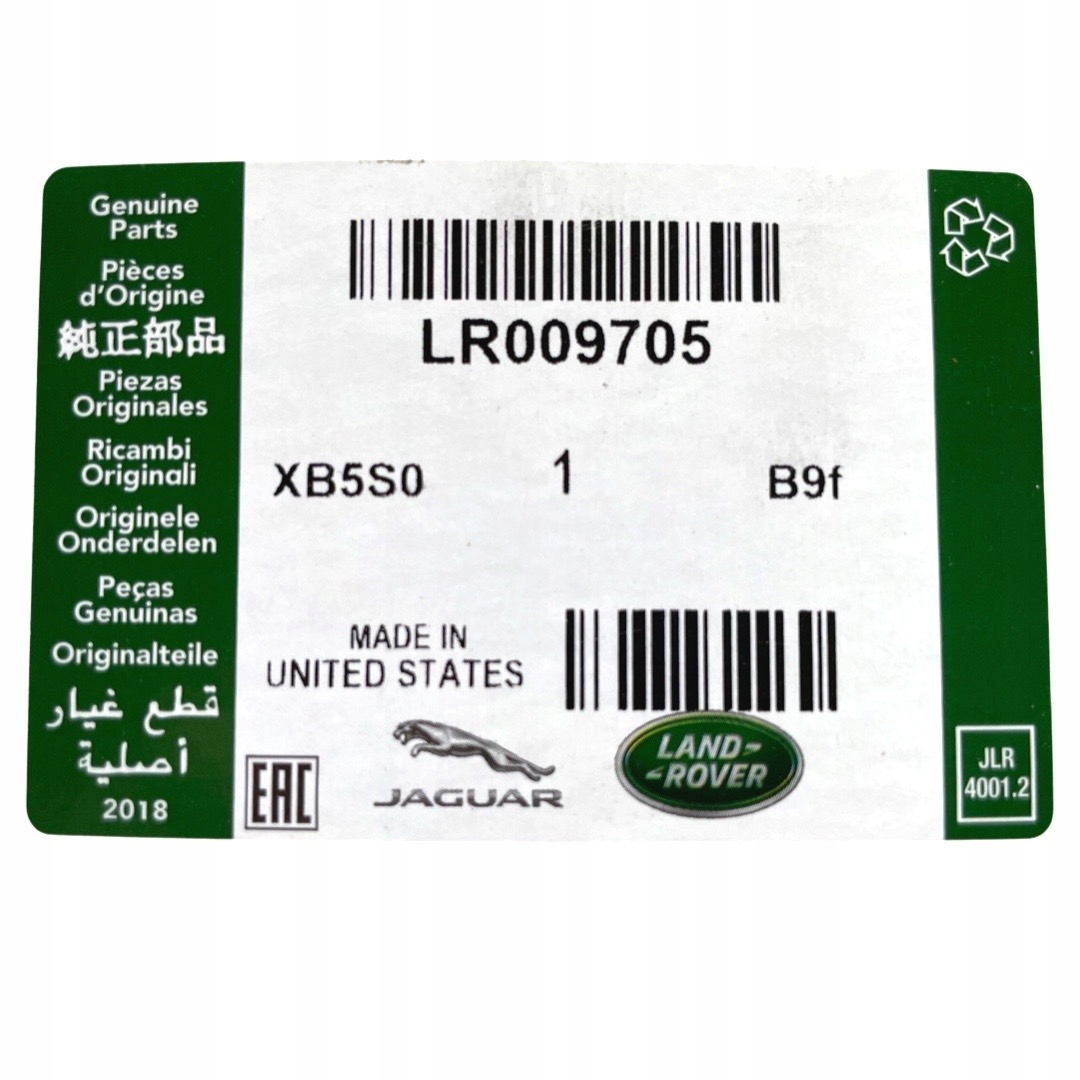 Genuine
Parts
Pièces
d'Origine
純正部品
Piezas
Originales
Ricambi
Originali
Originele
Onderdelen
Peças
Genuinas
Originalteile
قطع غيار
أصلية
2018
LR009705
XB5S0 1 B9f
MADE IN
UNITED STATES
EAC
JAGUAR
LAND-
-ROVER
JLR
4001.2